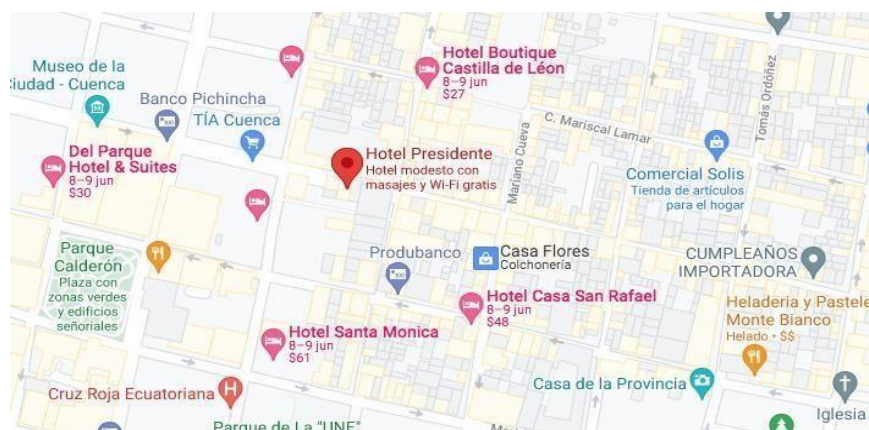 Hotel Boutique
Castilla de Léon
8–9 jun
$27
Museo de la
Ciudad - Cuenca
Banco Pichincha
TÍA Cuenca
Tomás Ordóñez
C. Mariscal Lamar
Mariano Cueva
Del Parque
Hotel & Suites
8–9 jun
$30
Hotel Presidente
Hotel modesto con
masajes y Wi-Fi gratis
Comercial Solis
Tienda de artículos
para el hogar
Parque
Calderón
Plaza con
zonas verdes
y edificios
señoriales
Produbanco
Casa Flores
Colchonería
CUMPLEAÑOS
IMPORTADORA
Hotel Casa San Rafael
8–9 jun
$48
Hotel Santa Monica
8–9 jun
$61
Heladeria y Pastele
Monte Bianco
Helado • $$
Cruz Roja Ecuatoriana
H
Casa de la Provincia
Iglesia
Parque de La "UNE"